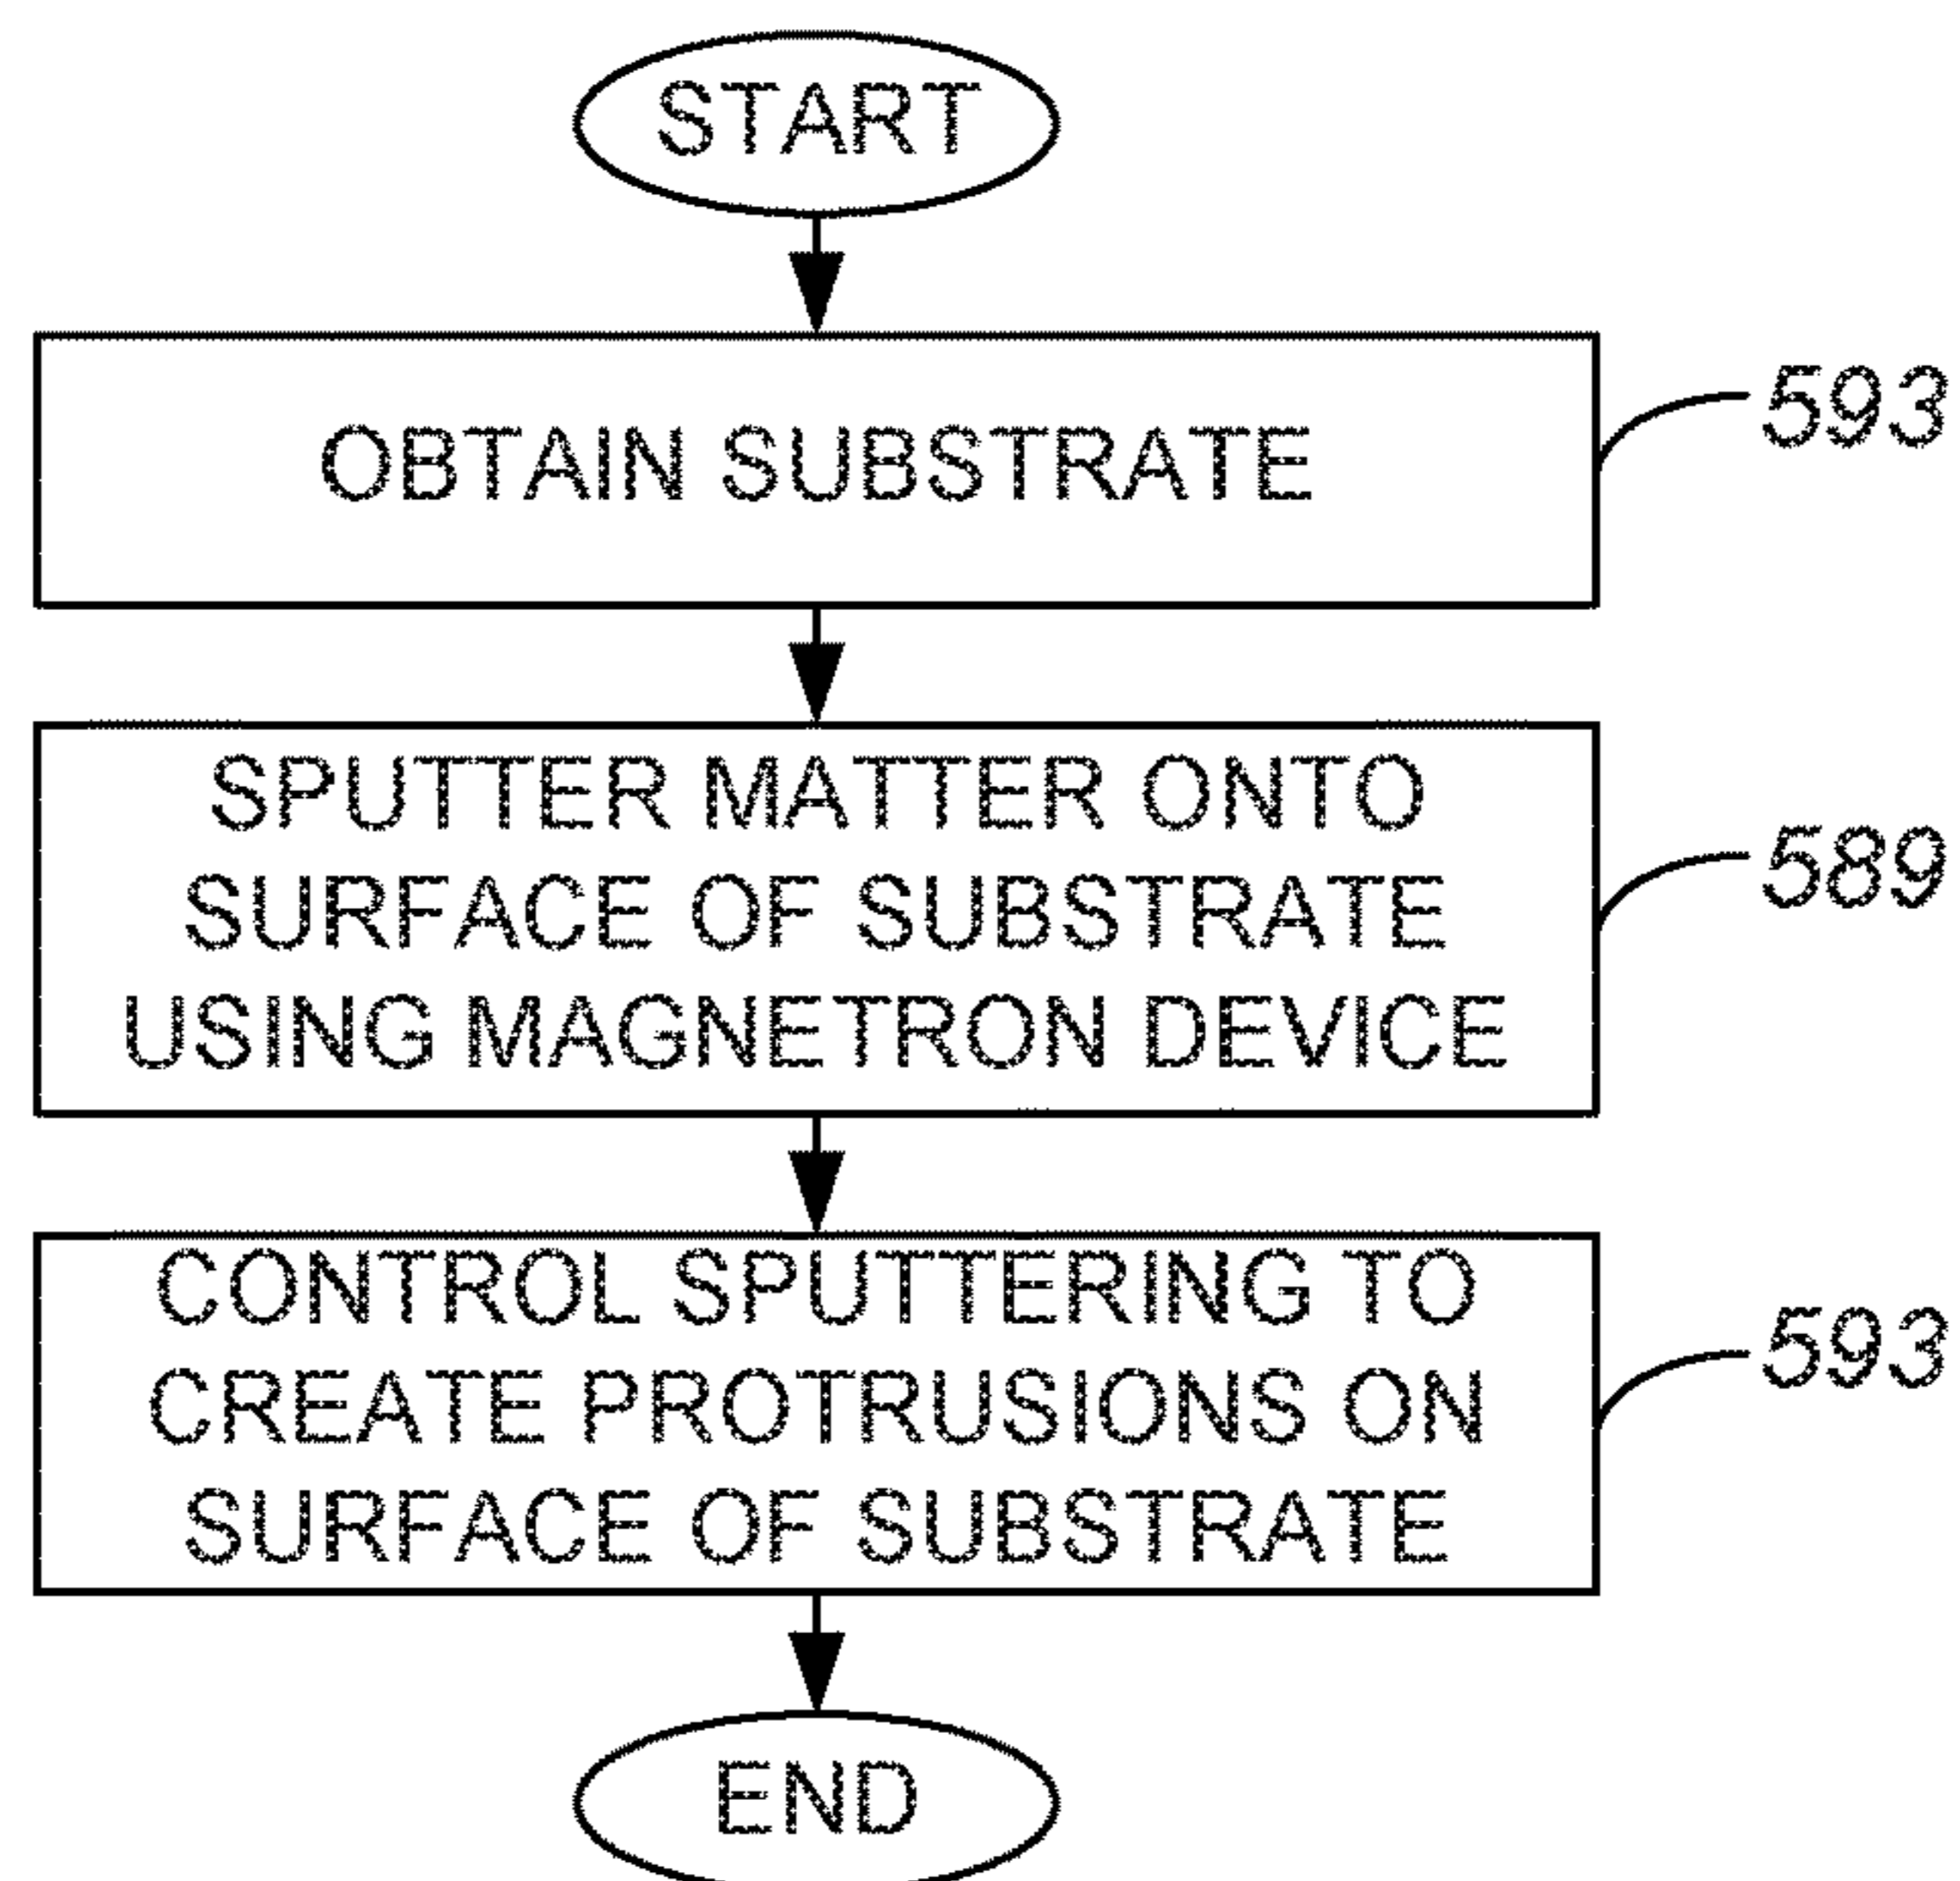 START
OBTAIN SUBSTRATE
593
SPUTTER MATTER ONTO
SURFACE OF SUBSTRATE
USING MAGNETRON DEVICE
589
CONTROL SPUTTERING TO
CREATE PROTRUSIONS ON
SURFACE OF SUBSTRATE
593
END